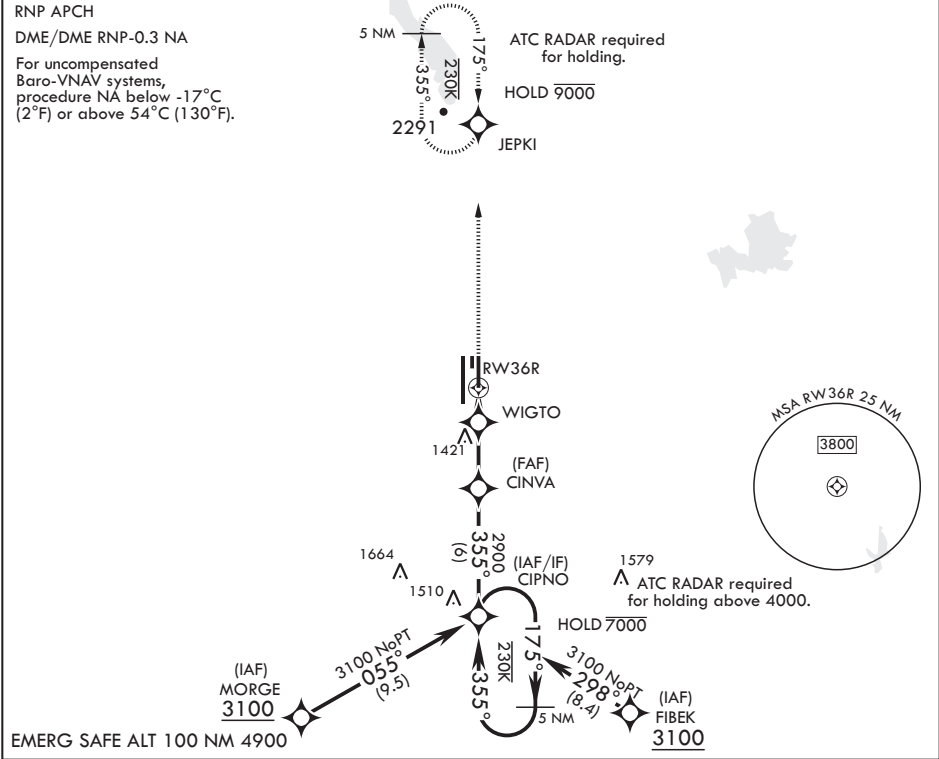 RNP APCH
DME/DME RNP-0.3 NA
For uncompensated
Baro-VNAV systems,
procedure NA below -17°C
(2°F) or above 54°C (130°F).
5 NM
175°
355°
230K
ATC RADAR required
for holding.
HOLD 9000
2291
JEPKI
RW36R
WIGTO
1421
(FAF)
CINVA
MSA RW36R 25 NM
3800
355°
(6)
2900
(IAF/IF)
CIPNO
1664
1510
1579
ATC RADAR required
for holding above 4000.
HOLD 7000
175°
230K
355°
5 NM
3100 NoPT
055°
(9.5)
3100 NoPT
298°
(8.4)
(IAF)
MORGE
3100
(IAF)
FIBEK
3100
EMERG SAFE ALT 100 NM 4900